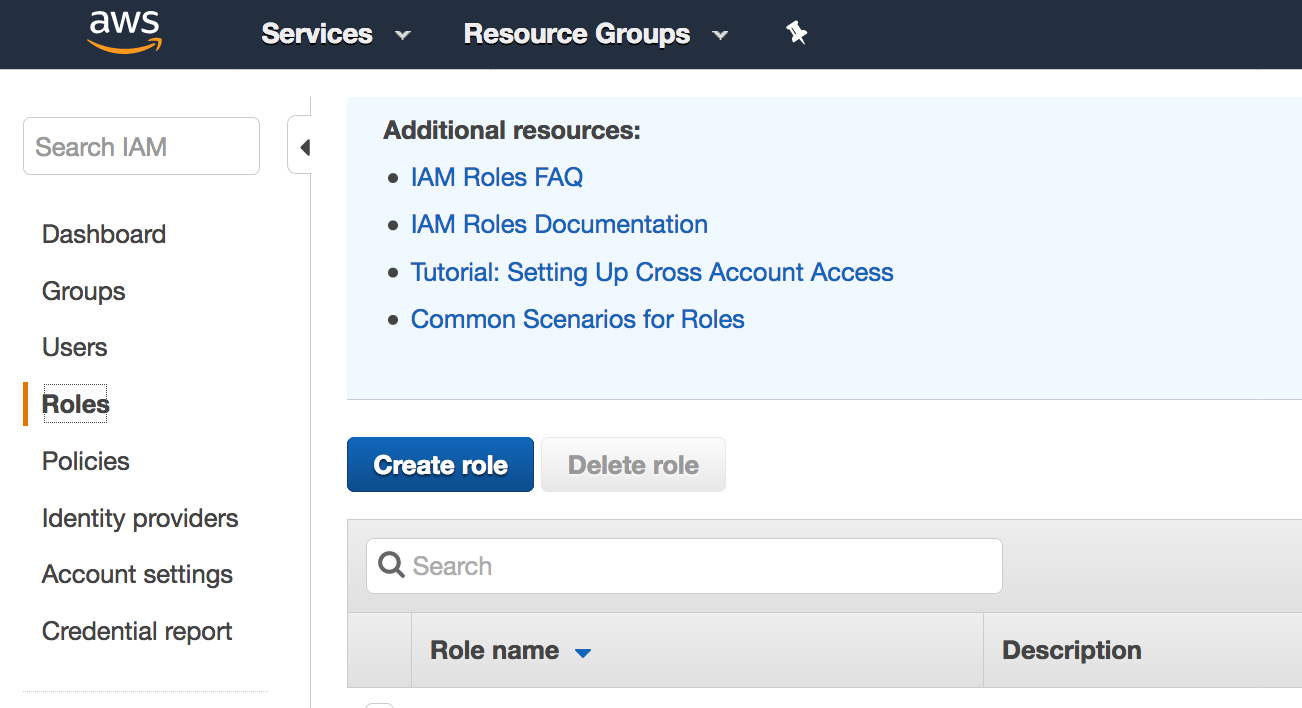 aws
Services
Resource Groups
Search IAM
Dashboard
Groups
Users
Roles
Policies
Identity providers
Account settings
Credential report
Additional resources:
IAM Roles FAQ
IAM Roles Documentation
Tutorial: Setting Up Cross Account Access
Common Scenarios for Roles
Create role
Delete role
Search
Role name
Description